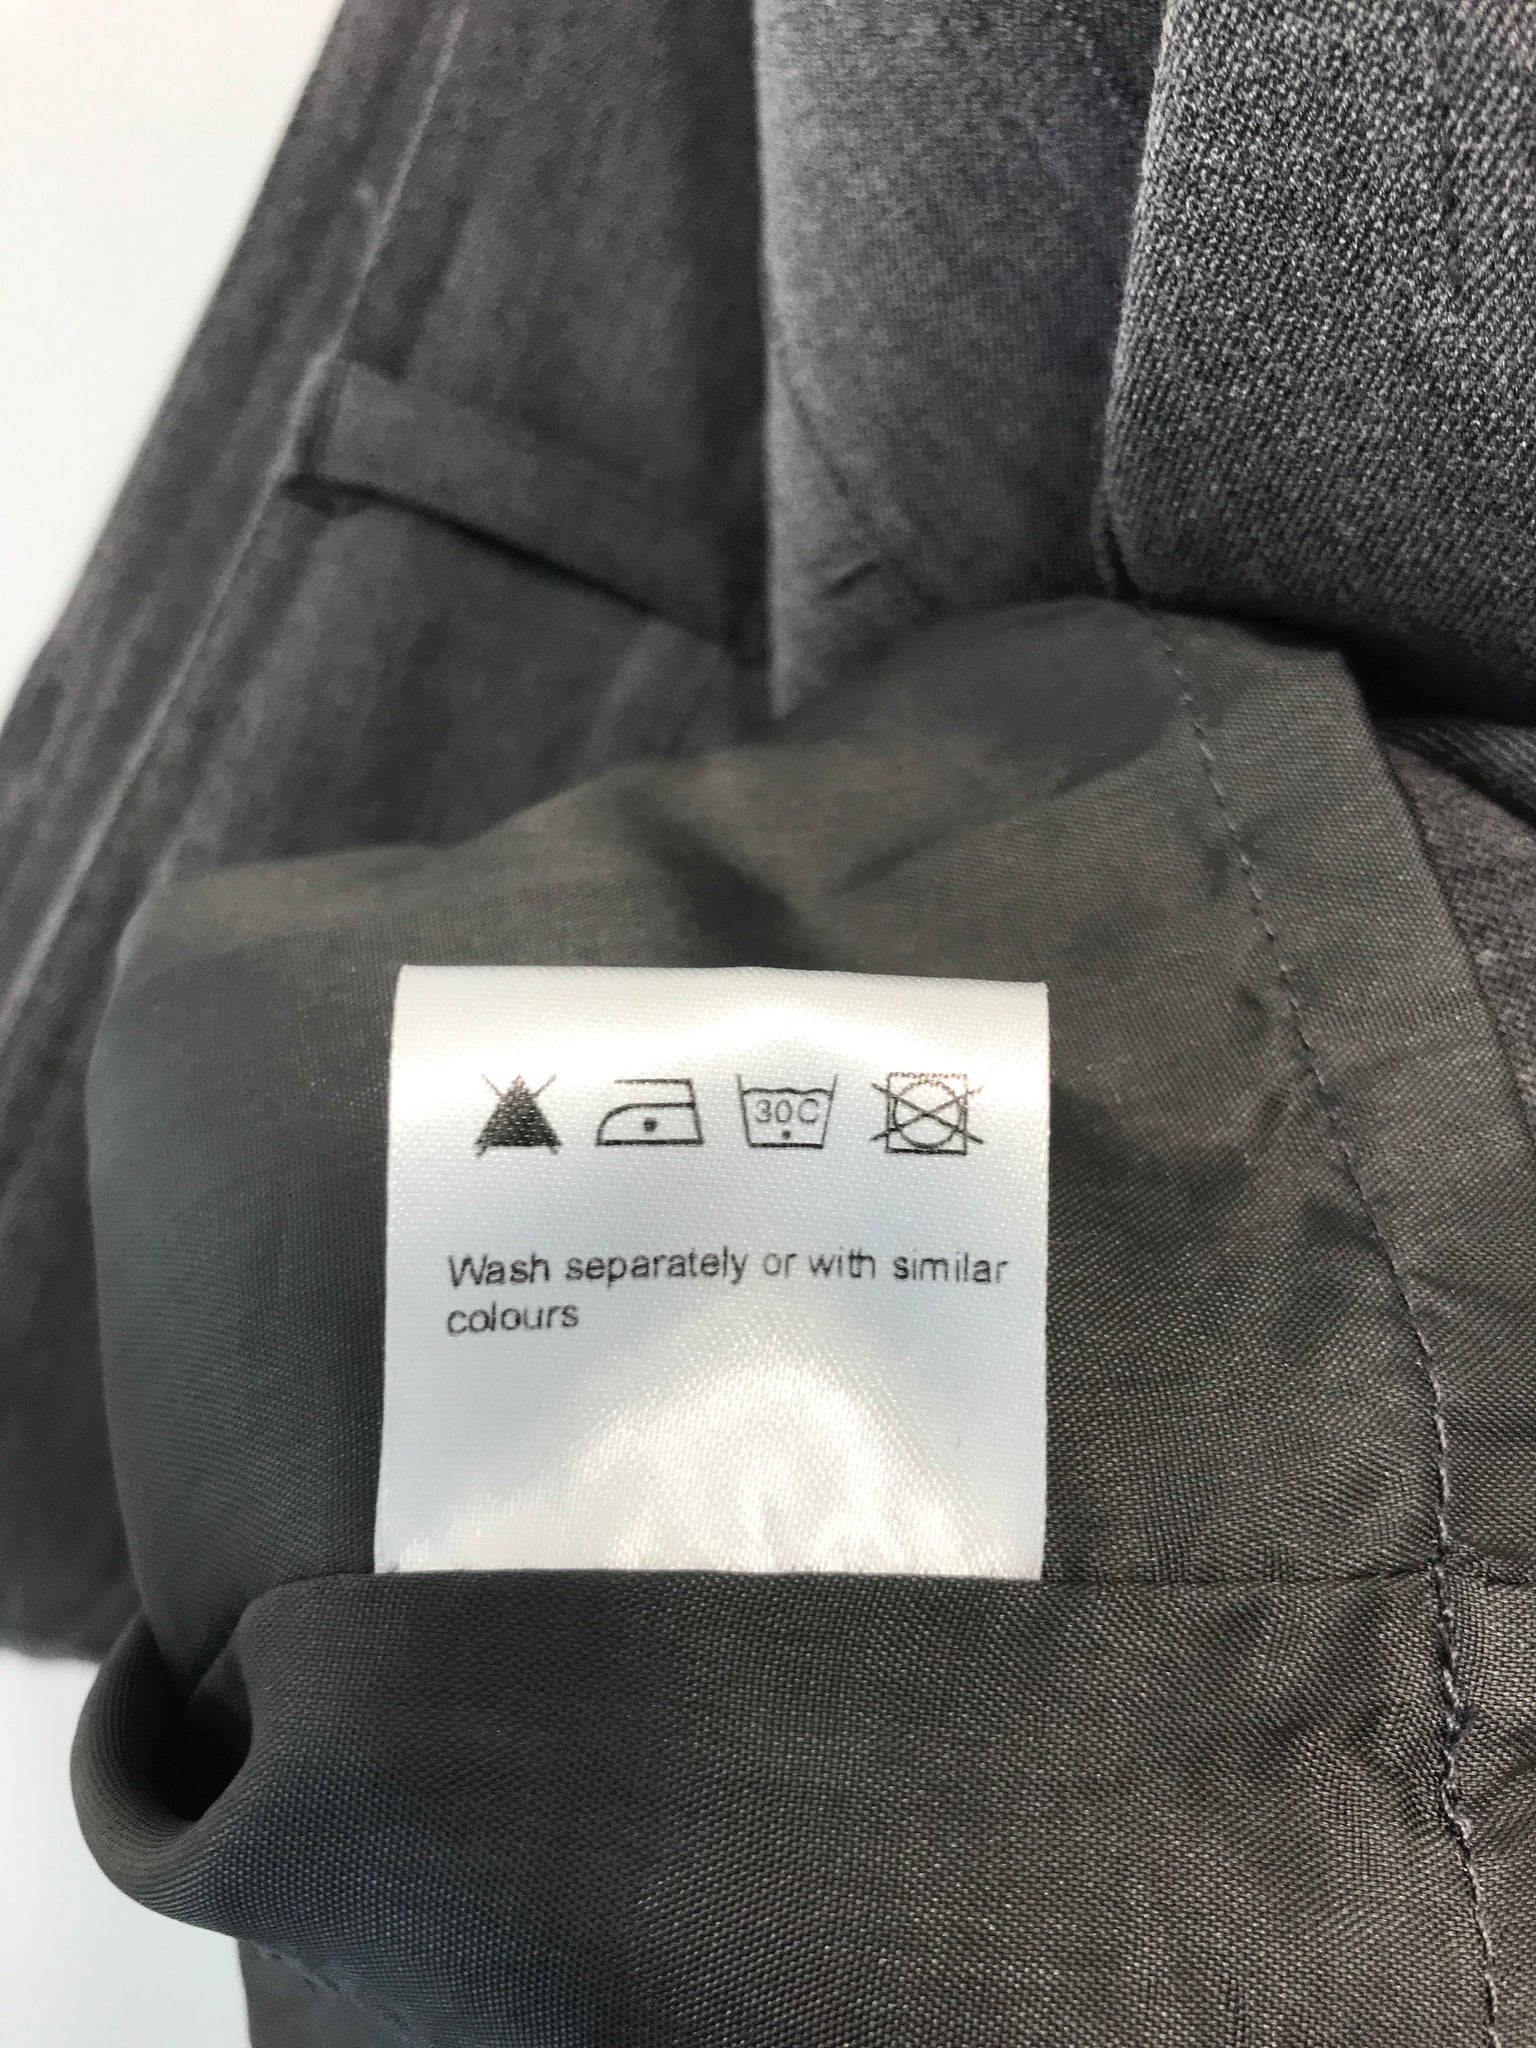 30C
Wash separately or with similar
colours